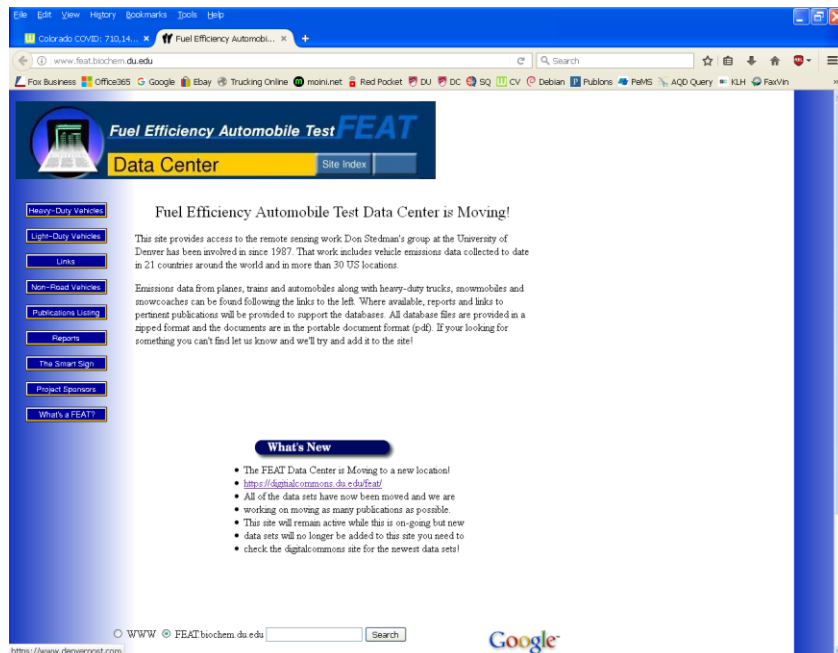 File Edit View History Bookmarks Tools Help
Colorado COVID: 710,14... × Fuel Efficiency Automobi... × +
www.feat.biochem.du.edu Search
Fox Business Office365 Google Ebay Trucking Online moini.net Red Pocket DU DC SQ CV Debian Publons PeMS AQD Query KLH FaxVin »
Fuel Efficiency Automobile Test FEAT
Data Center Site Index
Heavy-Duty Vehicles
Light-Duty Vehicles
Links
Non-Road Vehicles
Publications Listing
Reports
The Smart Sign
Project Sponsors
What's a FEAT?
Fuel Efficiency Automobile Test Data Center is Moving!
This site provides access to the remote sensing work Don Stedman's group at the University of
Denver has been involved in since 1987. That work includes vehicle emissions data collected to date
in 21 countries around the world and in more than 30 US locations.
Emissions data from planes, trains and automobiles along with heavy-duty trucks, snowmobiles and
snowcoaches can be found following the links to the left. Where available, reports and links to
pertinent publications will be provided to support the databases. All database files are provided in a
zipped format and the documents are in the portable document format (pdf). If your looking for
something you can't find let us know and we'll try and add it to the site!
What's New
• The FEAT Data Center is Moving to a new location!
• https://digitialcommons.du.edu/feat/
• All of the data sets have now been moved and we are
• working on moving as many publications as possible.
• This site will remain active while this is on-going but new
• data sets will no longer be added to this site you need to
• check the digitalcommons site for the newest data sets!
WWW FEAT.biochem.du.edu Search
Google
https://www.denverpost.com